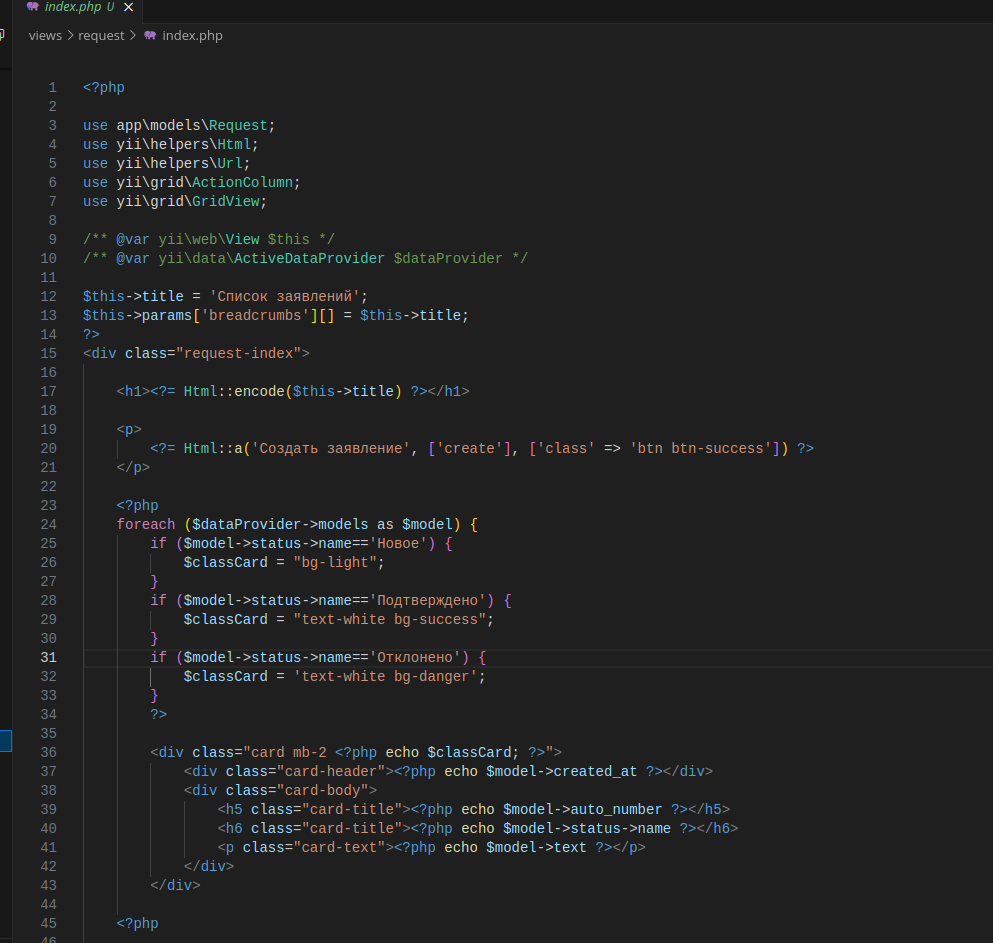 index.php U
views > request > index.php
1 <?php
2
3 use app\models\Request;
4 use yii\helpers\Html;
5 use yii\helpers\Url;
6 use yii\grid\ActionColumn;
7 use yii\grid\GridView;
8
9 /** @var yii\web\View $this */
10 /** @var yii\data\ActiveDataProvider $dataProvider */
11
12 $this->title = 'Список заявлений';
13 $this->params['breadcrumbs'][] = $this->title;
14 ?>
15 <div class="request-index">
16
17     <h1><?= Html::encode($this->title) ?></h1>
18
19     <p>
20         <?= Html::a('Создать заявление', ['create'], ['class' => 'btn btn-success']) ?>
21     </p>
22
23     <?php
24     foreach ($dataProvider->models as $model) {
25         if ($model->status->name=='Новое') {
26             $classCard = "bg-light";
27         }
28         if ($model->status->name=='Подтверждено') {
29             $classCard = "text-white bg-success";
30         }
31         if ($model->status->name=='Отклонено') {
32             $classCard = 'text-white bg-danger';
33         }
34         ?>
35
36         <div class="card mb-2 <?php echo $classCard; ?>">
37             <div class="card-header"><?php echo $model->created_at ?></div>
38             <div class="card-body">
39                 <h5 class="card-title"><?php echo $model->auto_number ?></h5>
40                 <h6 class="card-title"><?php echo $model->status->name ?></h6>
41                 <p class="card-text"><?php echo $model->text ?></p>
42             </div>
43         </div>
44
45     <?php
46